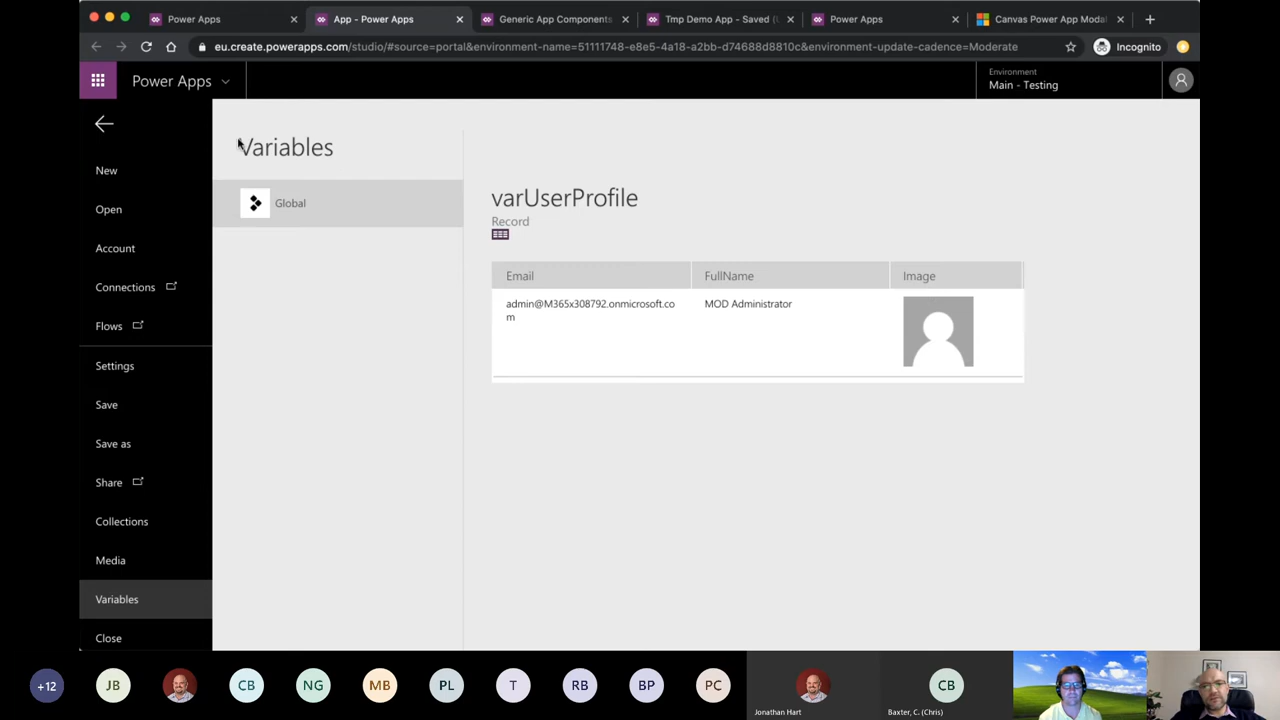 Power Apps
App - Power Apps
Generic App Components
Tmp Demo App - Saved (
Power Apps
Canvas Power App Modal
eu.create.powerapps.com/studio/#source=portal&environment-name=51111748-e8e5-4a18-a2bb-d74688d8810c&environment-update-cadence=Moderate
Incognito
Power Apps
Environment
Main - Testing
New
Open
Account
Connections
Flows
Settings
Save
Save as
Share
Collections
Media
Variables
Close
Variables
Global
varUserProfile
Record
Email FullName Image
admin@M365x308792.onmicrosoft.co MOD Administrator
m
+12 JB CB NG MB PL T RB BP PC CB
Jonathan Hart
Baxter, C. (Chris)